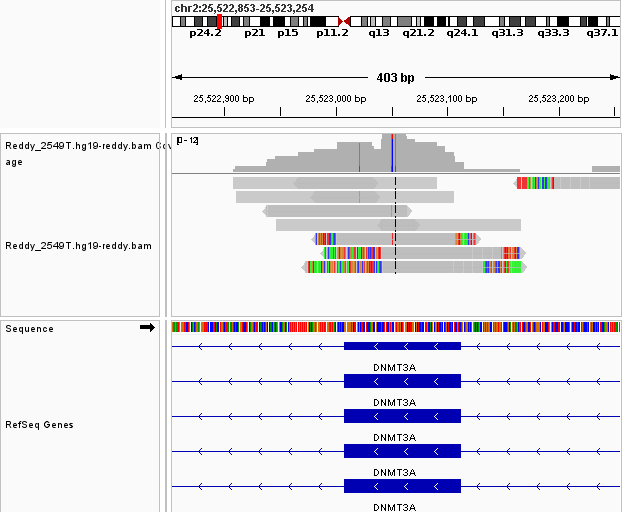 chr2:25,522,853-25,523,254
p24.2 p21 p15 p11.2 q13 q21.2 q24.1 q31.3 q33.3 q37.1
403 bp
25,522,900 bp 25,523,000 bp 25,523,100 bp 25,523,200 bp
Reddy_2549T.hg19-reddy.bam Cov
age
[0 - 12]
Reddy_2549T.hg19-reddy.bam
Sequence
DNMT3A
DNMT3A
DNMT3A
RefSeq Genes
DNMT3A
DNMT3A